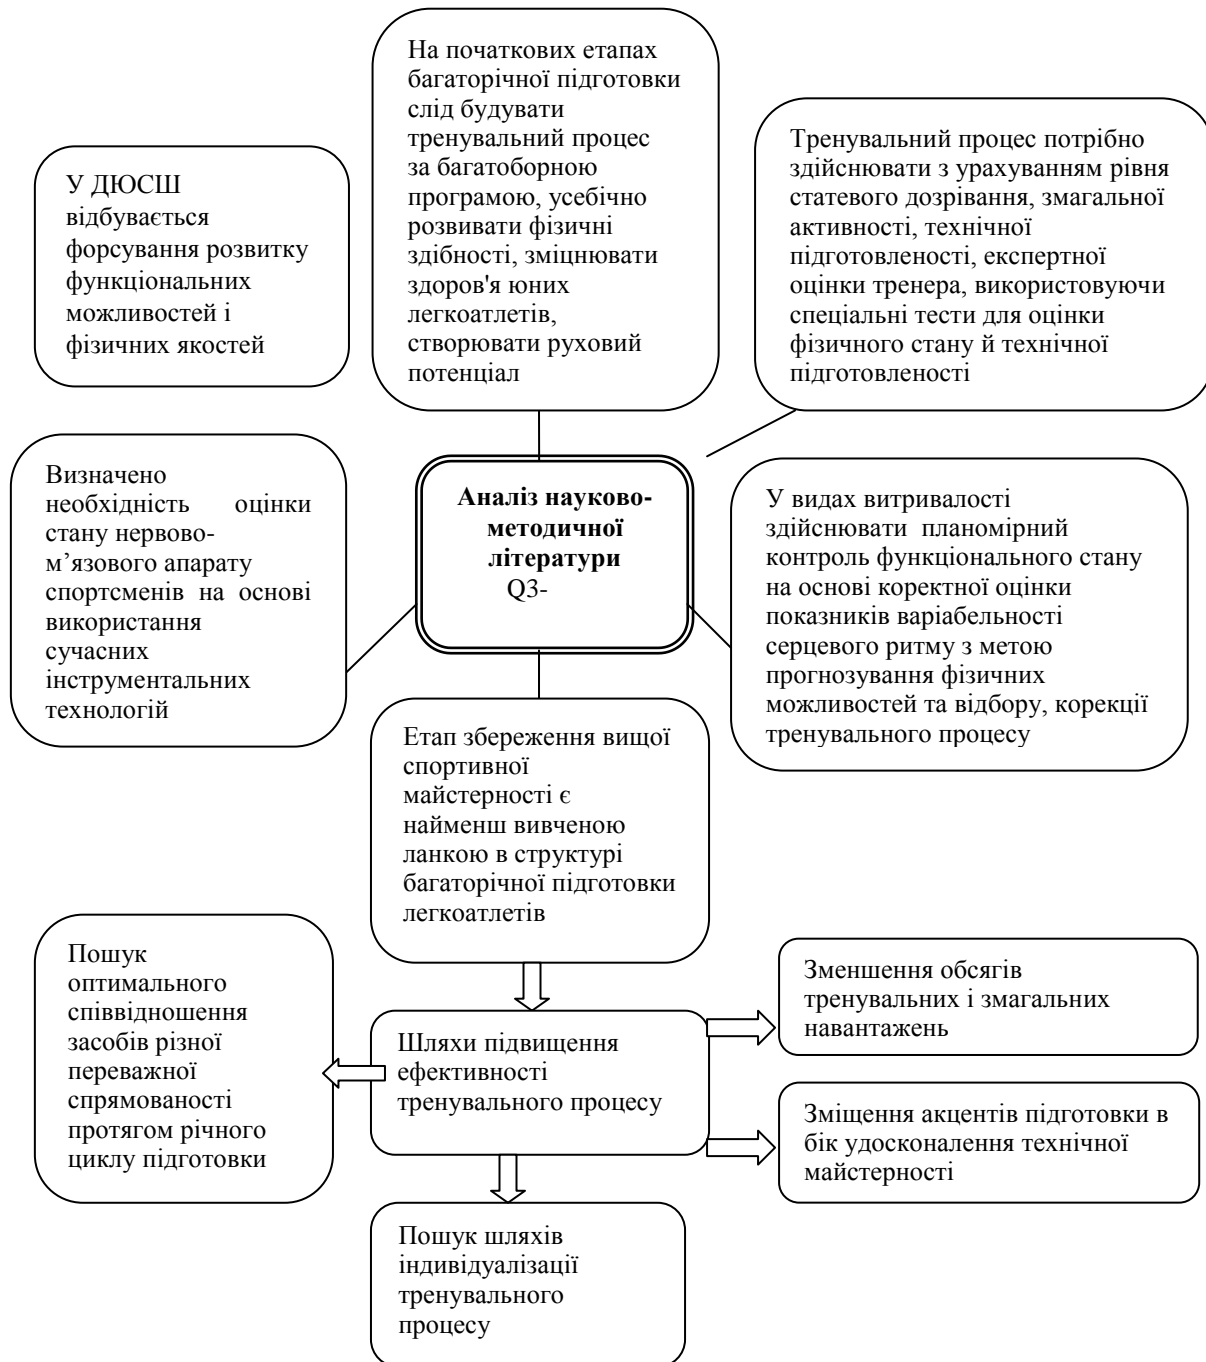 На початкових етапах
багаторічної підготовки
слід будувати
тренувальний процес
за багатоборною
програмою, усебічно
розвивати фізичні
здібності, зміцнювати
здоров'я юних
легкоатлетів,
створювати руховий
потенціал
У ДЮСШ
відбувається
форсування розвитку
функціональних
можливостей і
фізичних якостей
Тренувальний процес потрібно
здійснювати з урахуванням рівня
статевого дозрівання, змагальної
активності, технічної
підготовленості, експертної
оцінки тренера, використовуючи
спеціальні тести для оцінки
фізичного стану й технічної
підготовленості
Визначено
необхідність оцінки
стану нервово-
м’язового апарату
спортсменів на основі
використання
сучасних
інструментальних
технологій
Аналіз науково-
методичної
літератури
Q3-
У видах витривалості
здійснювати планомірний
контроль функціонального стану
на основі коректної оцінки
показників варіабельності
серцевого ритму з метою
прогнозування фізичних
можливостей та відбору, корекції
тренувального процесу
Етап збереження вищої
спортивної
майстерності є
найменш вивченою
ланкою в структурі
багаторічної підготовки
легкоатлетів
Пошук
оптимального
співвідношення
засобів різної
переважної
спрямованості
протягом річного
циклу підготовки
Шляхи підвищення
ефективності
тренувального процесу
Зменшення обсягів
тренувальних і змагальних
навантажень
Зміщення акцентів підготовки в
бік удосконалення технічної
майстерності
Пошук шляхів
індивідуалізації
тренувального
процесу